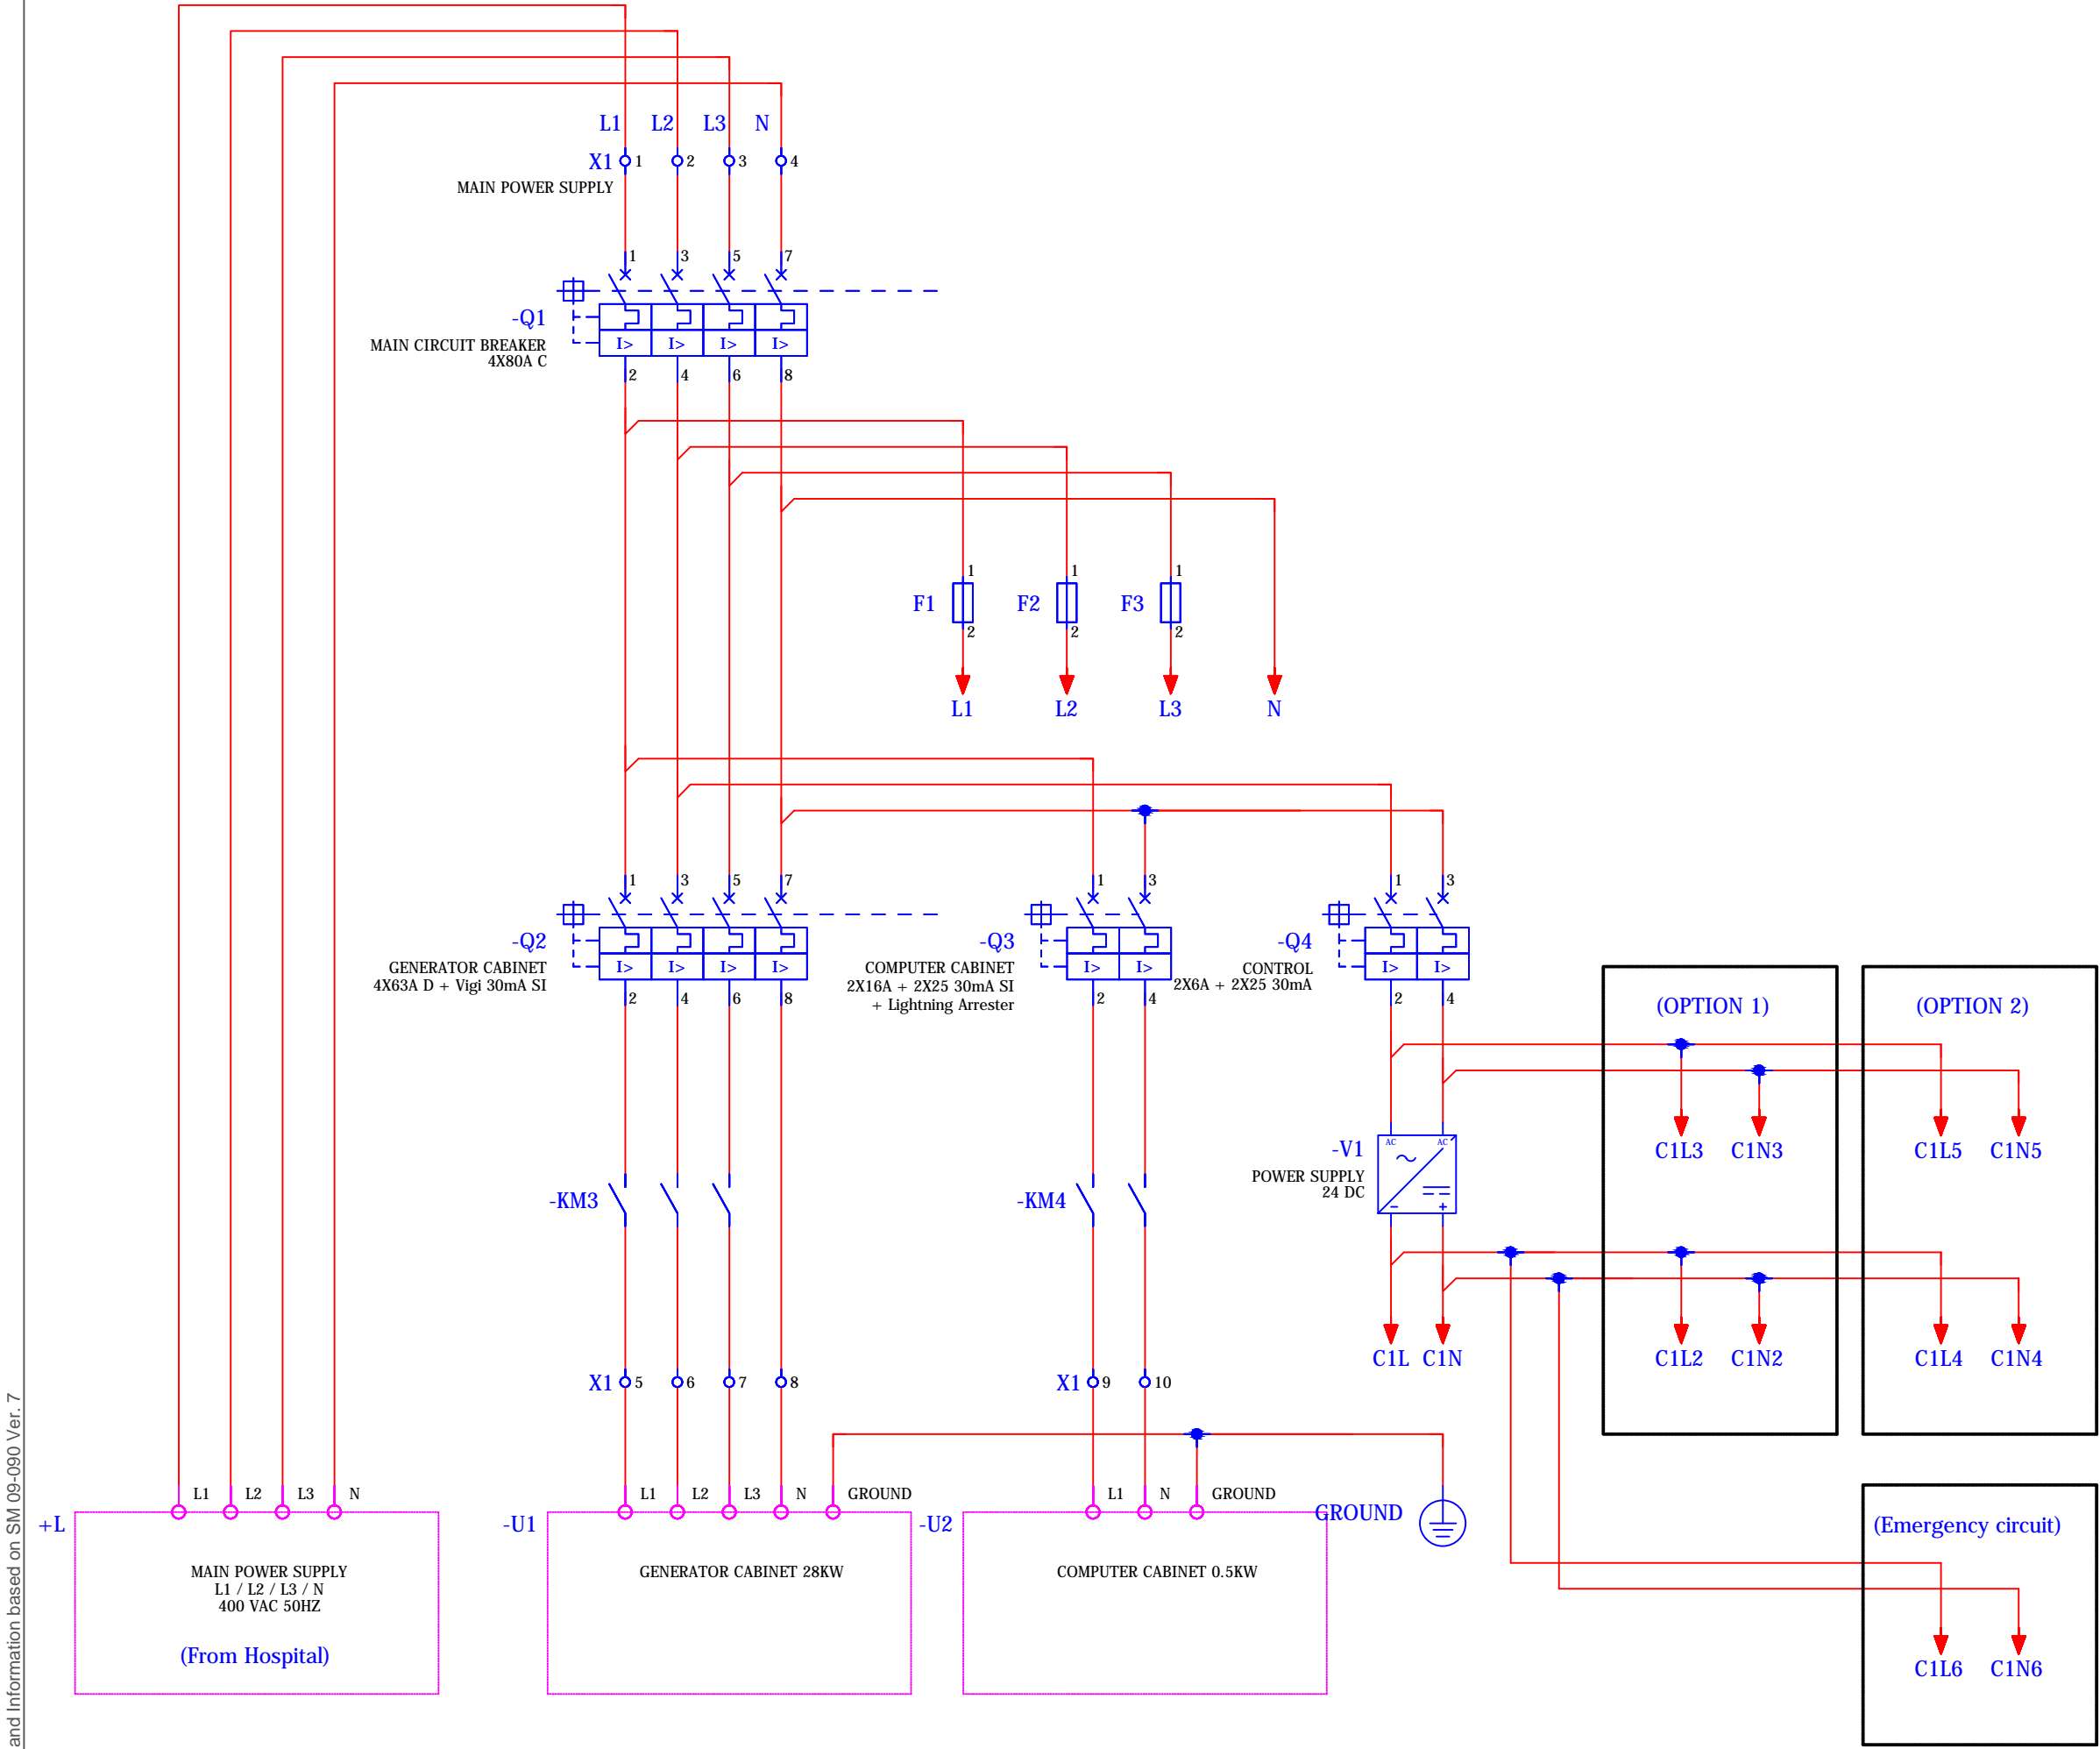 L1 L2 L3 N
X1 1 2 3 4
MAIN POWER SUPPLY
1 3 5 7
-Q1
MAIN CIRCUIT BREAKER
4X80A C
I> I> I> I>
2 4 6 8
1 1 1
F1 F2 F3
2 2 2
L1 L2 L3 N
1 3 5 7 1 3 1 3
-Q2
GENERATOR CABINET
4X63A D + Vigi 30mA SI
I> I> I> I>
2 4 6 8
-Q3
COMPUTER CABINET
2X16A + 2X25 30mA SI
+ Lightning Arrester
I> I>
2 4
-Q4
CONTROL
2X6A + 2X25 30mA
I> I>
2 4
(OPTION 1) (OPTION 2)
-V1
POWER SUPPLY
24 DC
AC AC
- +
C1L3 C1N3 C1L5 C1N5
-KM3 -KM4
C1L C1N C1L2 C1N2 C1L4 C1N4
X1 5 6 7 8 X1 9 10
L1 L2 L3 N
L1 L2 L3 N GROUND
L1 N GROUND
GROUND
+L
MAIN POWER SUPPLY
L1 / L2 / L3 / N
400 VAC 50HZ
(From Hospital)
-U1
GENERATOR CABINET 28KW
-U2
COMPUTER CABINET 0.5KW
(Emergency circuit)
C1L6 C1N6
and Information based on SM 09-090 Ver. 7